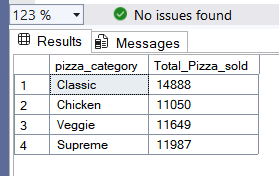 123 % No issues found
Results Messages
pizza_category Total_Pizza_sold
1 Classic 14888
2 Chicken 11050
3 Veggie 11649
4 Supreme 11987